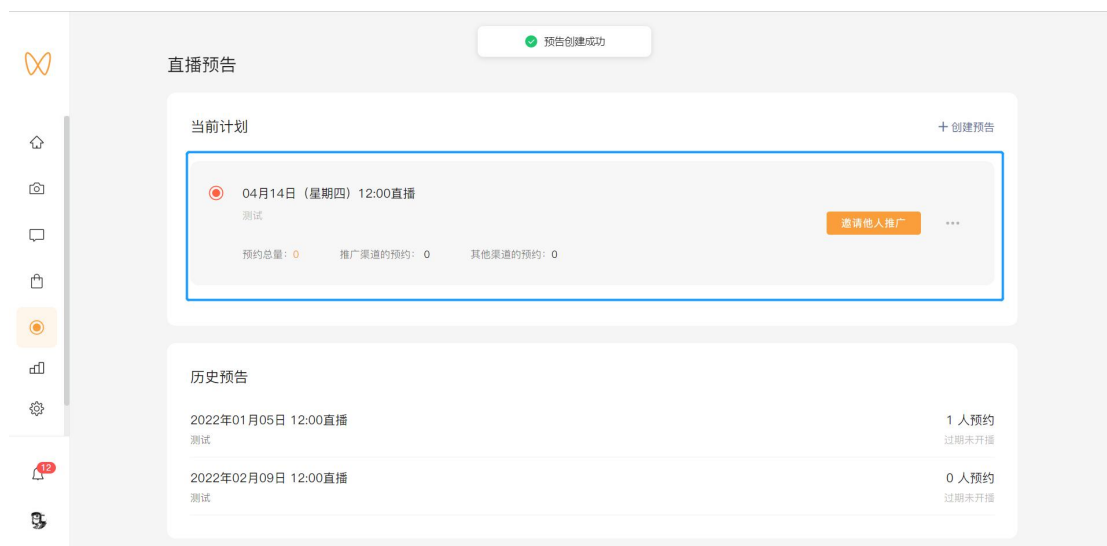 预告创建成功
直播预告
当前计划
+ 创建预告
04月14日（星期四）12:00直播
测试
邀请他人推广 ···
预约总量: 0 推广渠道的预约: 0 其他渠道的预约: 0
历史预告
2022年01月05日 12:00直播 1 人预约
测试 过期未开播
2022年02月09日 12:00直播 0 人预约
测试 过期未开播
12